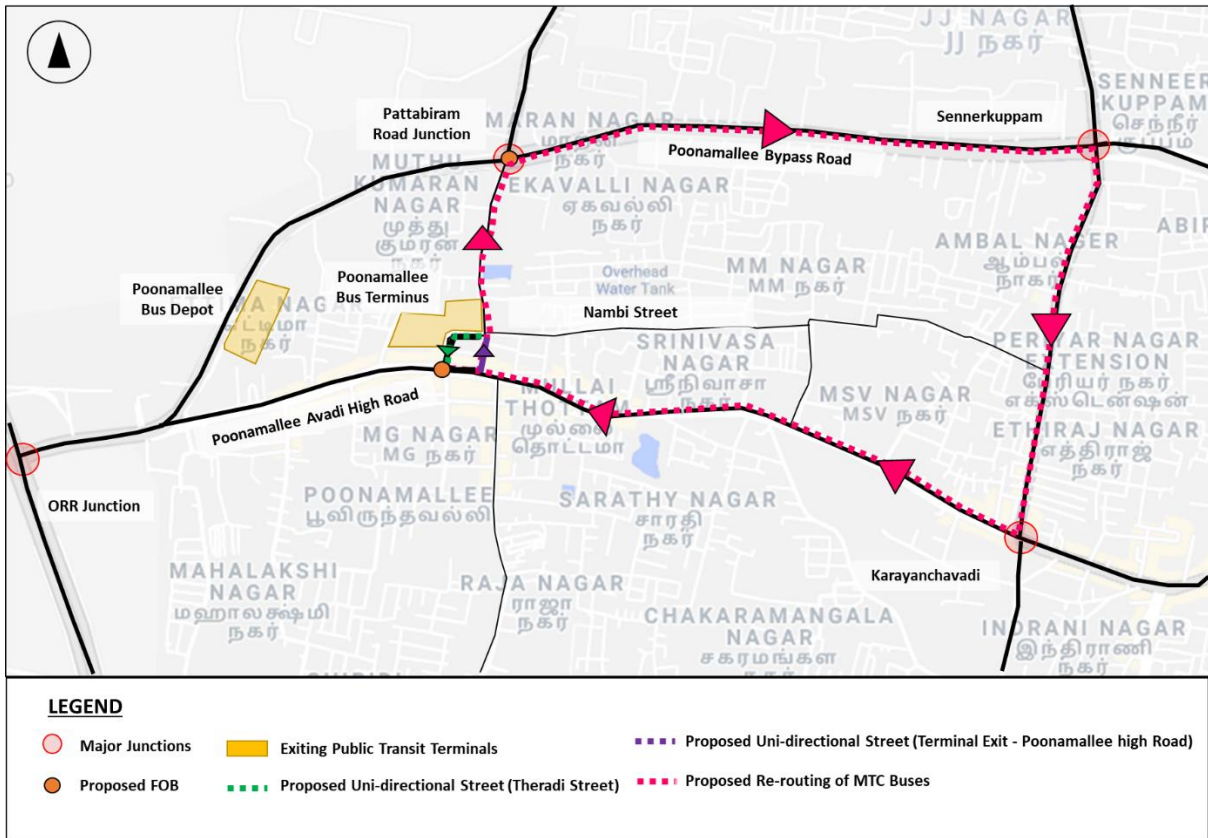 JJ NAGAR
JJ நகர்
SENNEER
KUPPAM
Pattabiram
Road Junction
MARAN NAGAR
நகர்
Sennerkuppam
Poonamallee Bypass Road
MUTHU
KUMARAN
NAGAR
முத்து
குமரன்
நகர்
EKAVALLI NAGAR
ஏகவல்லி
நகர்
ABIR
AMBAL NAGER
ஆம்பல்
நாகர்
Poonamallee
Bus Depot
Poonamallee
Bus Terminus
Overhead
Water Tank
MM NAGAR
MM நகர்
நகர்
Nambi Street
SRINIVASA
NAGAR
ஸ்ரீநிவாசா
நகர்
PERIYAR NAGAR
EXTENSION
பேரியர் நகர்
எக்ஸ்டென்ஷன்
MULLAI
THOTTAM
முல்லை
தொட்டமா
MSV NAGAR
MSV நகர்
Poonamallee Avadi High Road
MG NAGAR
MG நகர்
ETHIRAJ
NAGAR
எத்திராஜ்
நகர்
ORR Junction
POONAMALLEE
பூவிருந்தவல்லி
SARATHY NAGAR
சாரதி
நகர்
Karayanchavadi
MAHALAKSHMI
NAGAR
மஹாலக்ஷ்மி
நகர்
RAJA NAGAR
ராஜா
நகர்
CHAKARAMANGALA
NAGAR
சகரமங்கள
INDRANI NAGAR
இந்திராணி
நகர்
LEGEND
Major Junctions
Exiting Public Transit Terminals
Proposed Uni-directional Street (Terminal Exit - Poonamallee high Road)
Proposed FOB
Proposed Uni-directional Street (Theradi Street)
Proposed Re-routing of MTC Buses